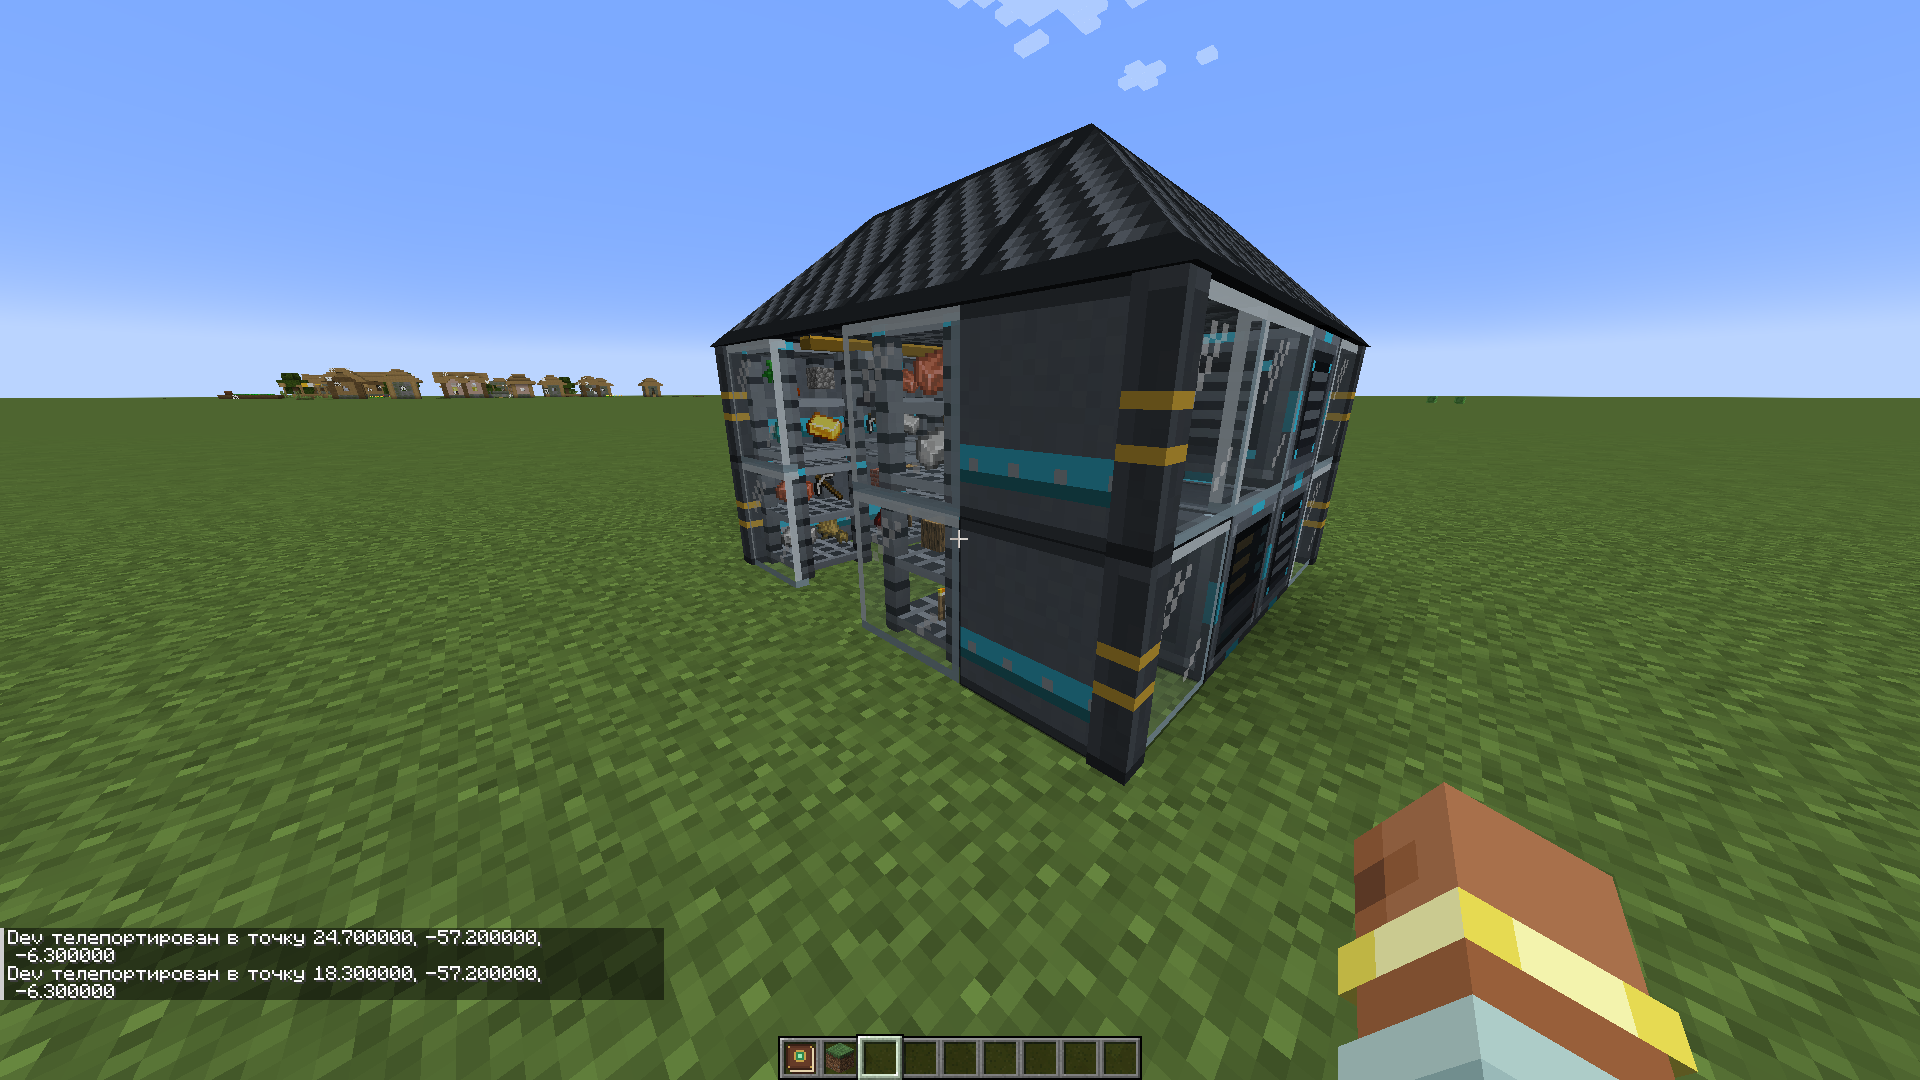 Dev телепортирован в точку 24.700000, -57.200000,
-6.300000
Dev телепортирован в точку 18.300000, -57.200000,
-6.300000